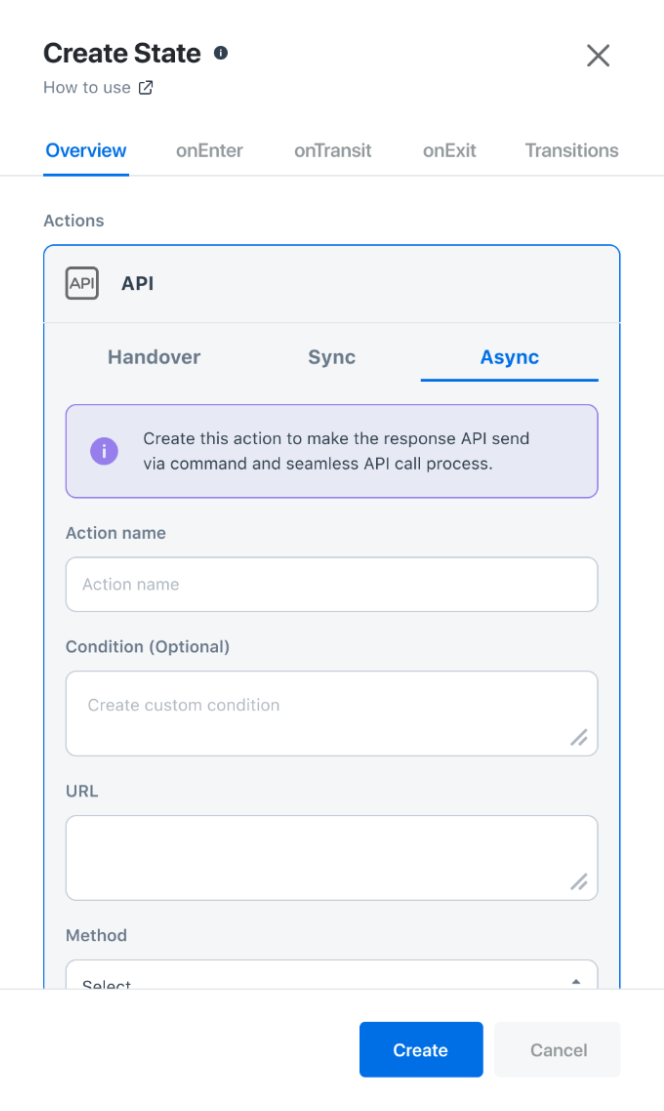 Create State
How to use
Overview onEnter onTransit onExit Transitions
Actions
API API
Handover Sync Async
Create this action to make the response API send
via command and seamless API call process.
Action name
Action name
Condition (Optional)
Create custom condition
URL
Method
Select
Create Cancel